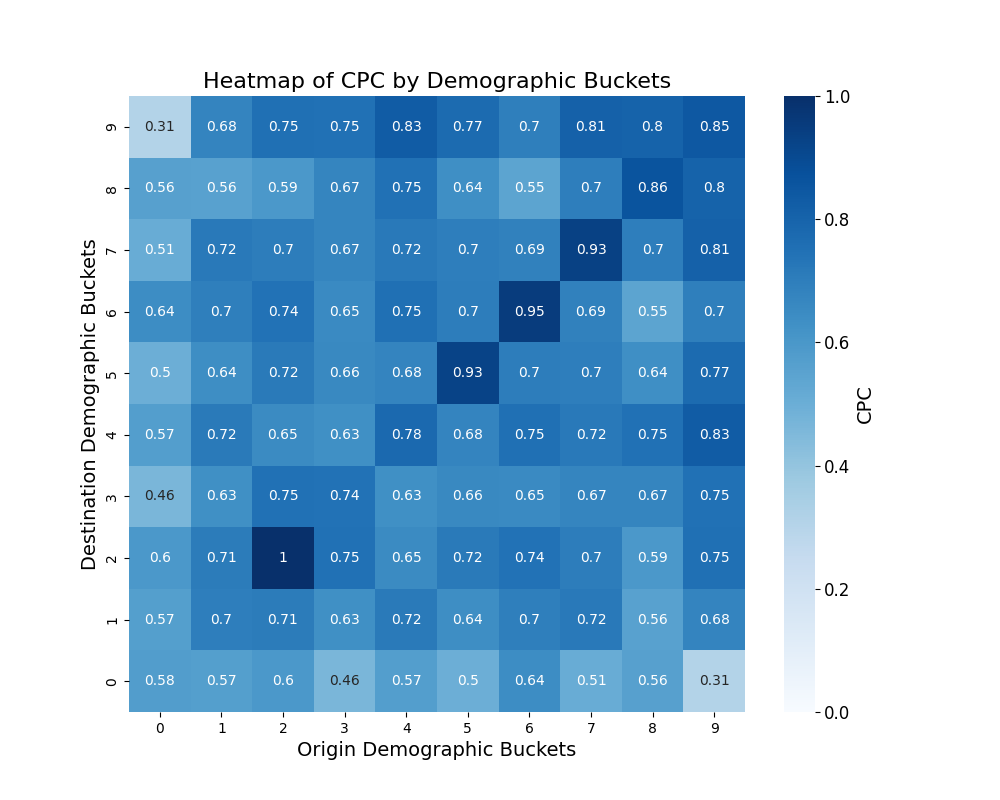 Heatmap of CPC by Demographic Buckets
9 0.31 0.68 0.75 0.75 0.83 0.77 0.7 0.81 0.8 0.85
8 0.56 0.56 0.59 0.67 0.75 0.64 0.55 0.7 0.86 0.8
7 0.51 0.72 0.7 0.67 0.72 0.7 0.69 0.93 0.7 0.81
6 0.64 0.7 0.74 0.65 0.75 0.7 0.95 0.69 0.55 0.7
5 0.5 0.64 0.72 0.66 0.68 0.93 0.7 0.7 0.64 0.77
4 0.57 0.72 0.65 0.63 0.78 0.68 0.75 0.72 0.75 0.83
3 0.46 0.63 0.75 0.74 0.63 0.66 0.65 0.67 0.67 0.75
2 0.6 0.71 1 0.75 0.65 0.72 0.74 0.7 0.59 0.75
1 0.57 0.7 0.71 0.63 0.72 0.64 0.7 0.72 0.56 0.68
0 0.58 0.57 0.6 0.46 0.57 0.5 0.64 0.51 0.56 0.31
0 1 2 3 4 5 6 7 8 9
Origin Demographic Buckets
Destination Demographic Buckets
1.0
0.8
0.6
0.4
0.2
0.0
CPC